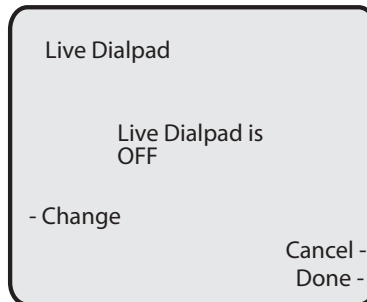 Live Dialpad
Live Dialpad is
OFF
- Change
Cancel -
Done -